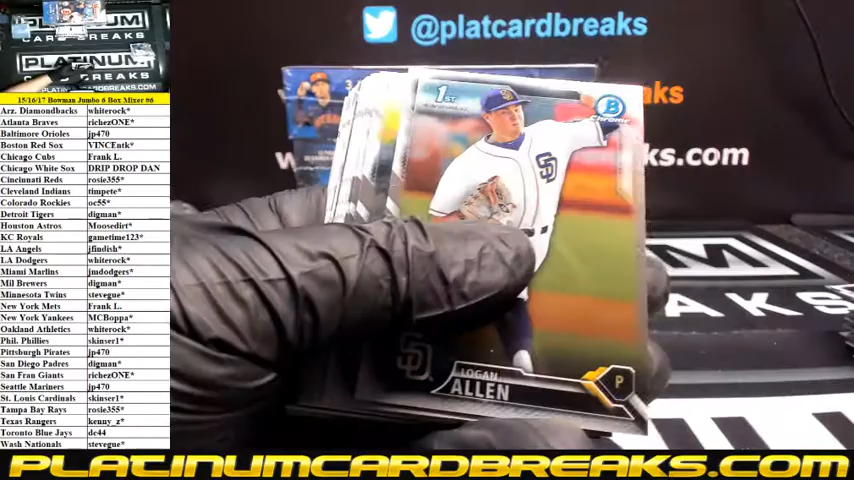 @platcardbreaks
15/16/17 Bowman Jumbo 6 Box Mixer #6
Arz. Diamondbacks whiterock*
Atlanta Braves richezONE*
Baltimore Orioles jp470
Boston Red Sox VINCEntk*
Chicago Cubs Frank L.
Chicago White Sox DRIP DROP DAN
Cincinnati Reds rosie355*
Cleveland Indians timpete*
Colorado Rockies oc55*
Detroit Tigers digman*
Houston Astros Moosedirt*
KC Royals gametime123*
LA Angels jfindish*
LA Dodgers whiterock*
Miami Marlins jmdodgers*
Mil Brewers digman*
Minnesota Twins stevegue*
New York Mets Frank L.
New York Yankees MCBoppa*
Oakland Athletics whiterock*
Phil. Phillies skinser1*
Pittsburgh Pirates jp470
San Diego Padres digman*
San Fran Giants richezONE*
Seattle Mariners jp470
St. Louis Cardinals skinser1*
Tampa Bay Rays rosie355*
Texas Rangers kenny_z*
Toronto Blue Jays dc44
Wash Nationals stevegue*
PLATINUM
CARD BREAKS
1ST
B
Chrome
SD
SD
LOGAN
ALLEN
P
ks.com
PLATINUMCARDBREAKS.COM